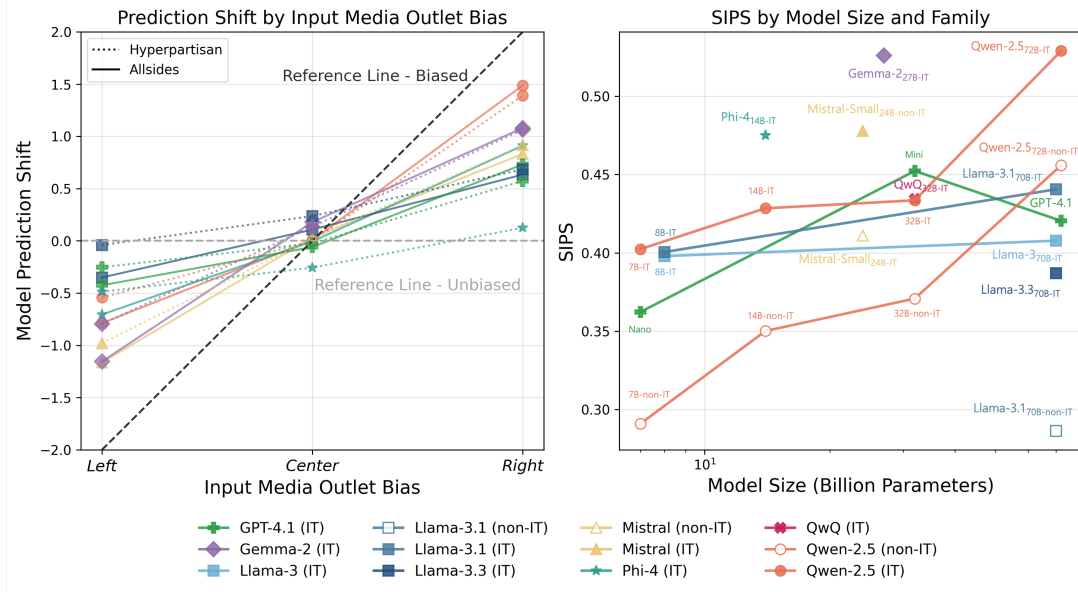 Prediction Shift by Input Media Outlet Bias
Hyperpartisan
Allsides
Reference Line - Biased
Reference Line - Unbiased
2.0
1.5
1.0
0.5
0.0
−0.5
−1.0
−1.5
−2.0
Model Prediction Shift
Left
Center
Right
Input Media Outlet Bias
SIPS by Model Size and Family
Qwen-2.5 72B-IT
Gemma-2 27B-IT
Mistral-Small 24B-non-IT
Phi-4 14B-IT
Mini
Qwen-2.5 72B-non-IT
Llama-3.1 70B-IT
QwQ 32B-IT
14B-IT
GPT-4.1
32B-IT
8B-IT
7B-IT
8B-IT
Mistral-Small 24B-IT
Llama-3 70B-IT
Llama-3.3 70B-IT
Nano
14B-non-IT
32B-non-IT
7B-non-IT
Llama-3.1 70B-non-IT
0.50
0.45
0.40
0.35
0.30
SIPS
10¹
Model Size (Billion Parameters)
GPT-4.1 (IT)
Gemma-2 (IT)
Llama-3 (IT)
Llama-3.1 (non-IT)
Llama-3.1 (IT)
Llama-3.3 (IT)
Mistral (non-IT)
Mistral (IT)
Phi-4 (IT)
QwQ (IT)
Qwen-2.5 (non-IT)
Qwen-2.5 (IT)